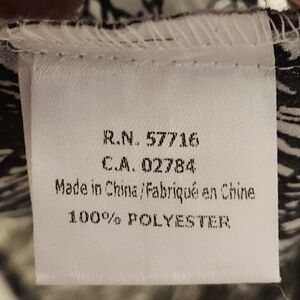 R.N. 57716
C.A. 02784
Made in China/Fabriqué en Chine
100% POLYESTER